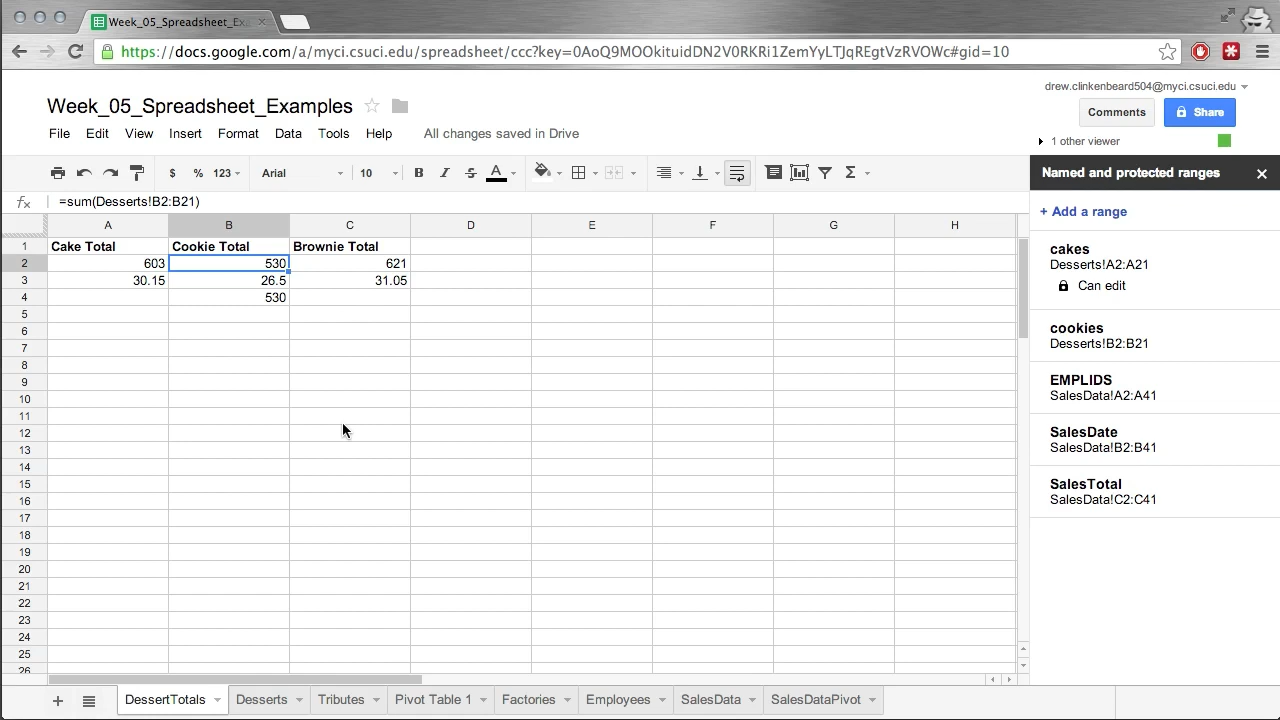 Week_05_Spreadsheet_Ex
https://docs.google.com/a/myci.csuci.edu/spreadsheet/ccc?key=0AoQ9MOOkituidDN2V0RKRi1ZemYyLTJqREgtVzRVOWc#gid=10
drew.clinkenbeard504@myci.csuci.edu
Week_05_Spreadsheet_Examples
Comments
Share
File Edit View Insert Format Data Tools Help All changes saved in Drive
1 other viewer
$ % 123 Arial 10 B I S A Σ
Named and protected ranges
fx =sum(Desserts!B2:B21)
+ Add a range
A B C D E F G H
1 Cake Total Cookie Total Brownie Total
2 603 530 621
3 30.15 26.5 31.05
4 530
5
6
7
8
9
10
11
12
13
14
15
16
17
18
19
20
21
22
23
24
25
26
cakes
Desserts!A2:A21
Can edit
cookies
Desserts!B2:B21
EMPLIDS
SalesData!A2:A41
SalesDate
SalesData!B2:B41
SalesTotal
SalesData!C2:C41
+ DessertTotals Desserts Tributes Pivot Table 1 Factories Employees SalesData SalesDataPivot